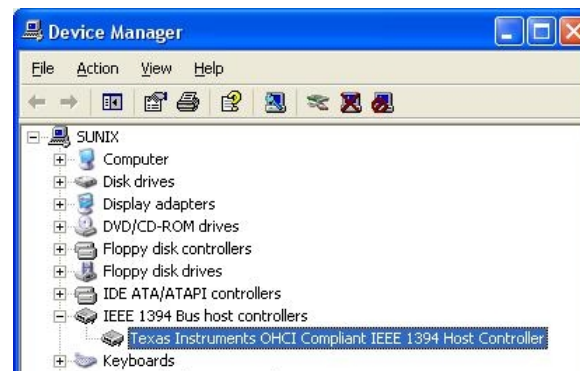 Device Manager
File Action View Help
SUNIX
Computer
Disk drives
Display adapters
DVD/CD-ROM drives
Floppy disk controllers
Floppy disk drives
IDE ATA/ATAPI controllers
IEEE 1394 Bus host controllers
Texas Instruments OHCI Compliant IEEE 1394 Host Controller
Keyboards